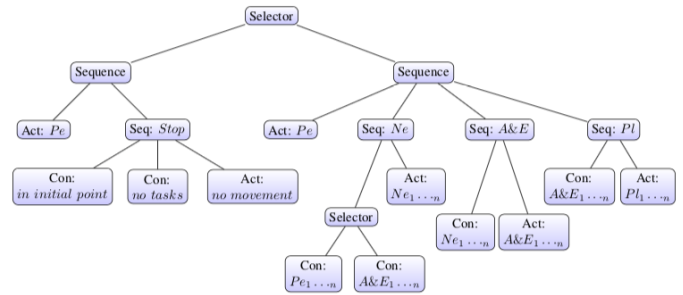 Selector
Sequence
Sequence
Act: Pe
Seq: Stop
Act: Pe
Seq: Ne
Seq: A&E
Seq: Pl
Con:
in initial point
Con:
no tasks
Act:
no movement
Act:
Ne₁ ⋯ₙ
Con:
A&E₁ ⋯ₙ
Act:
Pl₁ ⋯ₙ
Selector
Con:
Ne₁ ⋯ₙ
Act:
A&E₁ ⋯ₙ
Con:
Pe₁ ⋯ₙ
Con:
A&E₁ ⋯ₙ